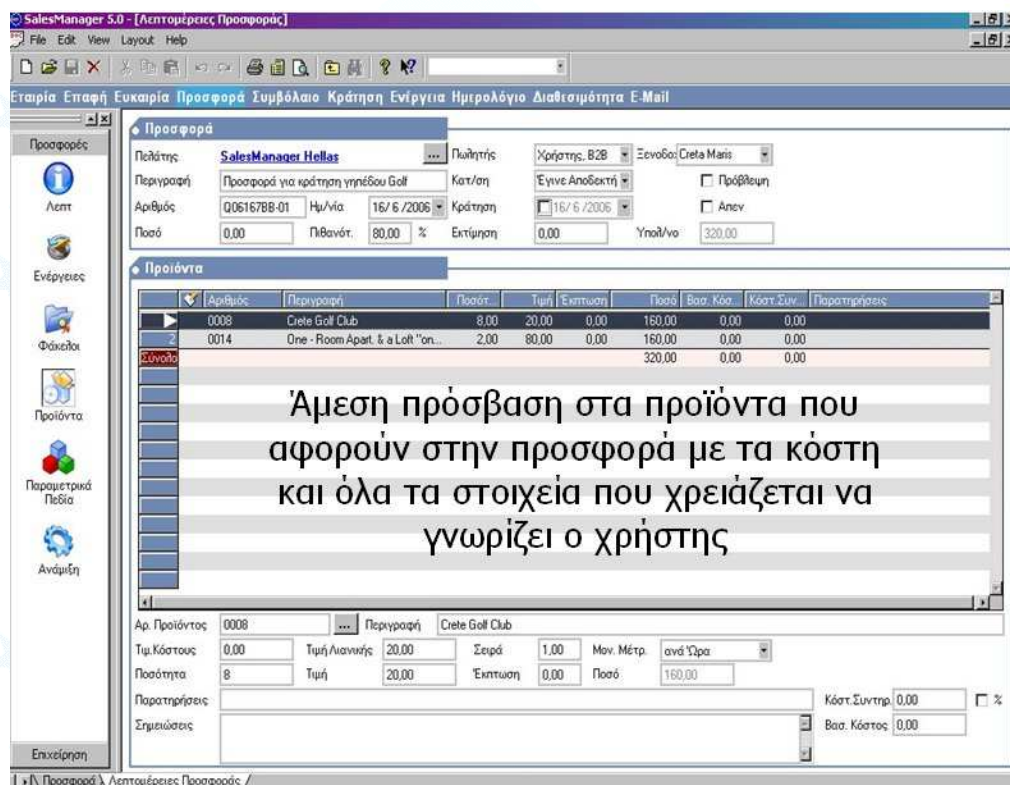 SalesManager 5.0 - [Λεπτομέρειες Προσφοράς]
File Edit View Layout Help
Εταιρία Επαφή Ευκαιρία Προσφορά Συμβόλαιο Κράτηση Ενέργεια Ημερολόγιο Διαθεσιμότητα E-Mail
Προσφορές
Λεπτ
Ενέργειες
Φάκελοι
Προϊόντα
Παραμετρικά
Πεδία
Ανάμιξη
Επιχείρηση
Προσφορά
Πελάτης SalesManager Hellas ... Πωλητής Χρήστης, B2B Ξενοδο: Creta Maris
Περιγραφή Προσφορά για κράτηση γηπέδου Golf Κατ/ση Έγινε Αποδεκτή Πρόβλεψη
Αριθμός Q06167BB-01 Ημ/νία 16/ 6 /2006 Κράτηση 16/ 6 /2006 Απεν
Ποσό 0,00 Πιθανότ. 80,00 % Εκτίμηση 0,00 Υπολ/νο 320,00
Προϊόντα
Αριθμός Περιγραφή Ποσότ... Τιμή Έκπτωση Ποσό Βασ. Κόσ... Κόστ.Συν... Παρατηρήσεις
0008 Crete Golf Club 8,00 20,00 0,00 160,00 0,00 0,00
2 0014 One - Room Apart. & a Loft "on... 2,00 80,00 0,00 160,00 0,00 0,00
Σύνολο 320,00 0,00 0,00
Άμεση πρόσβαση στα προϊόντα που
αφορούν στην προσφορά με τα κόστη
και όλα τα στοιχεία που χρειάζεται να
γνωρίζει ο χρήστης
Αρ. Προϊόντος 0008 ... Περιγραφή Crete Golf Club
Τιμ.Κόστους 0,00 Τιμή Λιανικής 20,00 Σειρά 1,00 Μον. Μέτρ. ανά Ώρα
Ποσότητα 8 Τιμή 20,00 Έκπτωση 0,00 Ποσό 160,00
Παρατηρήσεις Κόστ.Συντηρ. 0,00 %
Σημειώσεις Βασ. Κόστος 0,00
Προσφορά Λεπτομέρειες Προσφοράς